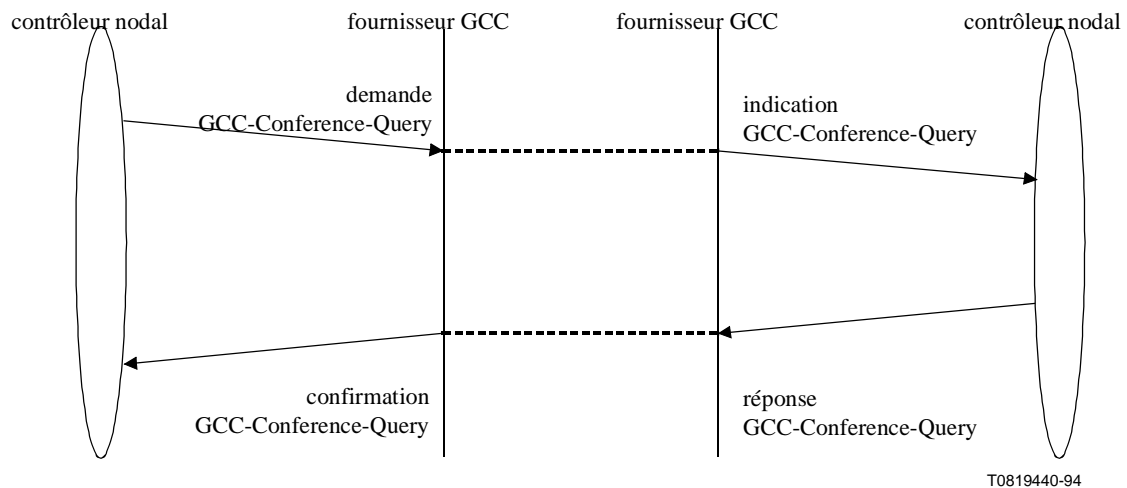 contrôleur nodal
fournisseur GCC
fournisseur GCC
contrôleur nodal
demande
GCC-Conference-Query
indication
GCC-Conference-Query
confirmation
GCC-Conference-Query
réponse
GCC-Conference-Query
T0819440-94